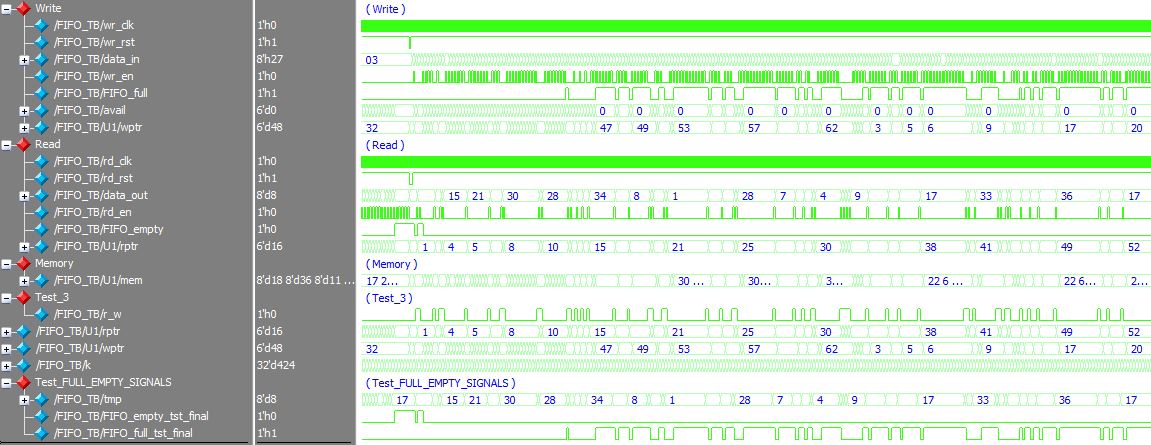 Write (Write)
/FIFO_TB/wr_clk 1'h0
/FIFO_TB/wr_rst 1'h1
/FIFO_TB/data_in 8'h27 03
/FIFO_TB/wr_en 1'h0
/FIFO_TB/FIFO_full 1'h1
/FIFO_TB/avail 6'd0 0 0 0 0 0 0 0 0 0 0
/FIFO_TB/U1/wptr 6'd48 32 47 49 53 57 62 3 5 6 9 17 20
Read (Read)
/FIFO_TB/rd_clk 1'h0
/FIFO_TB/rd_rst 1'h1
/FIFO_TB/data_out 8'd8 15 21 30 28 34 8 1 28 7 4 9 17 33 36 17
/FIFO_TB/rd_en 1'h0
/FIFO_TB/FIFO_empty 1'h0
/FIFO_TB/U1/rptr 6'd16 1 4 5 8 10 15 21 25 30 38 41 49 52
Memory (Memory)
/FIFO_TB/U1/mem 8'd18 8'd36 8'd11 ... 17 2... 30 ... 30... 3... 22 6... 22 6... 2...
Test_3 (Test_3)
/FIFO_TB/r_w 1'h0
/FIFO_TB/U1/rptr 6'd16 1 4 5 8 10 15 21 25 30 38 41 49 52
/FIFO_TB/U1/wptr 6'd48 32 47 49 53 57 62 3 5 6 9 17 20
/FIFO_TB/k 32'd424
Test_FULL_EMPTY_SIGNALS (Test_FULL_EMPTY_SIGNALS)
/FIFO_TB/tmp 8'd8 17 15 21 30 28 34 8 1 28 7 4 9 17 33 36 17
/FIFO_TB/FIFO_empty_tst_final 1'h0
/FIFO_TB/FIFO_full_tst_final 1'h1